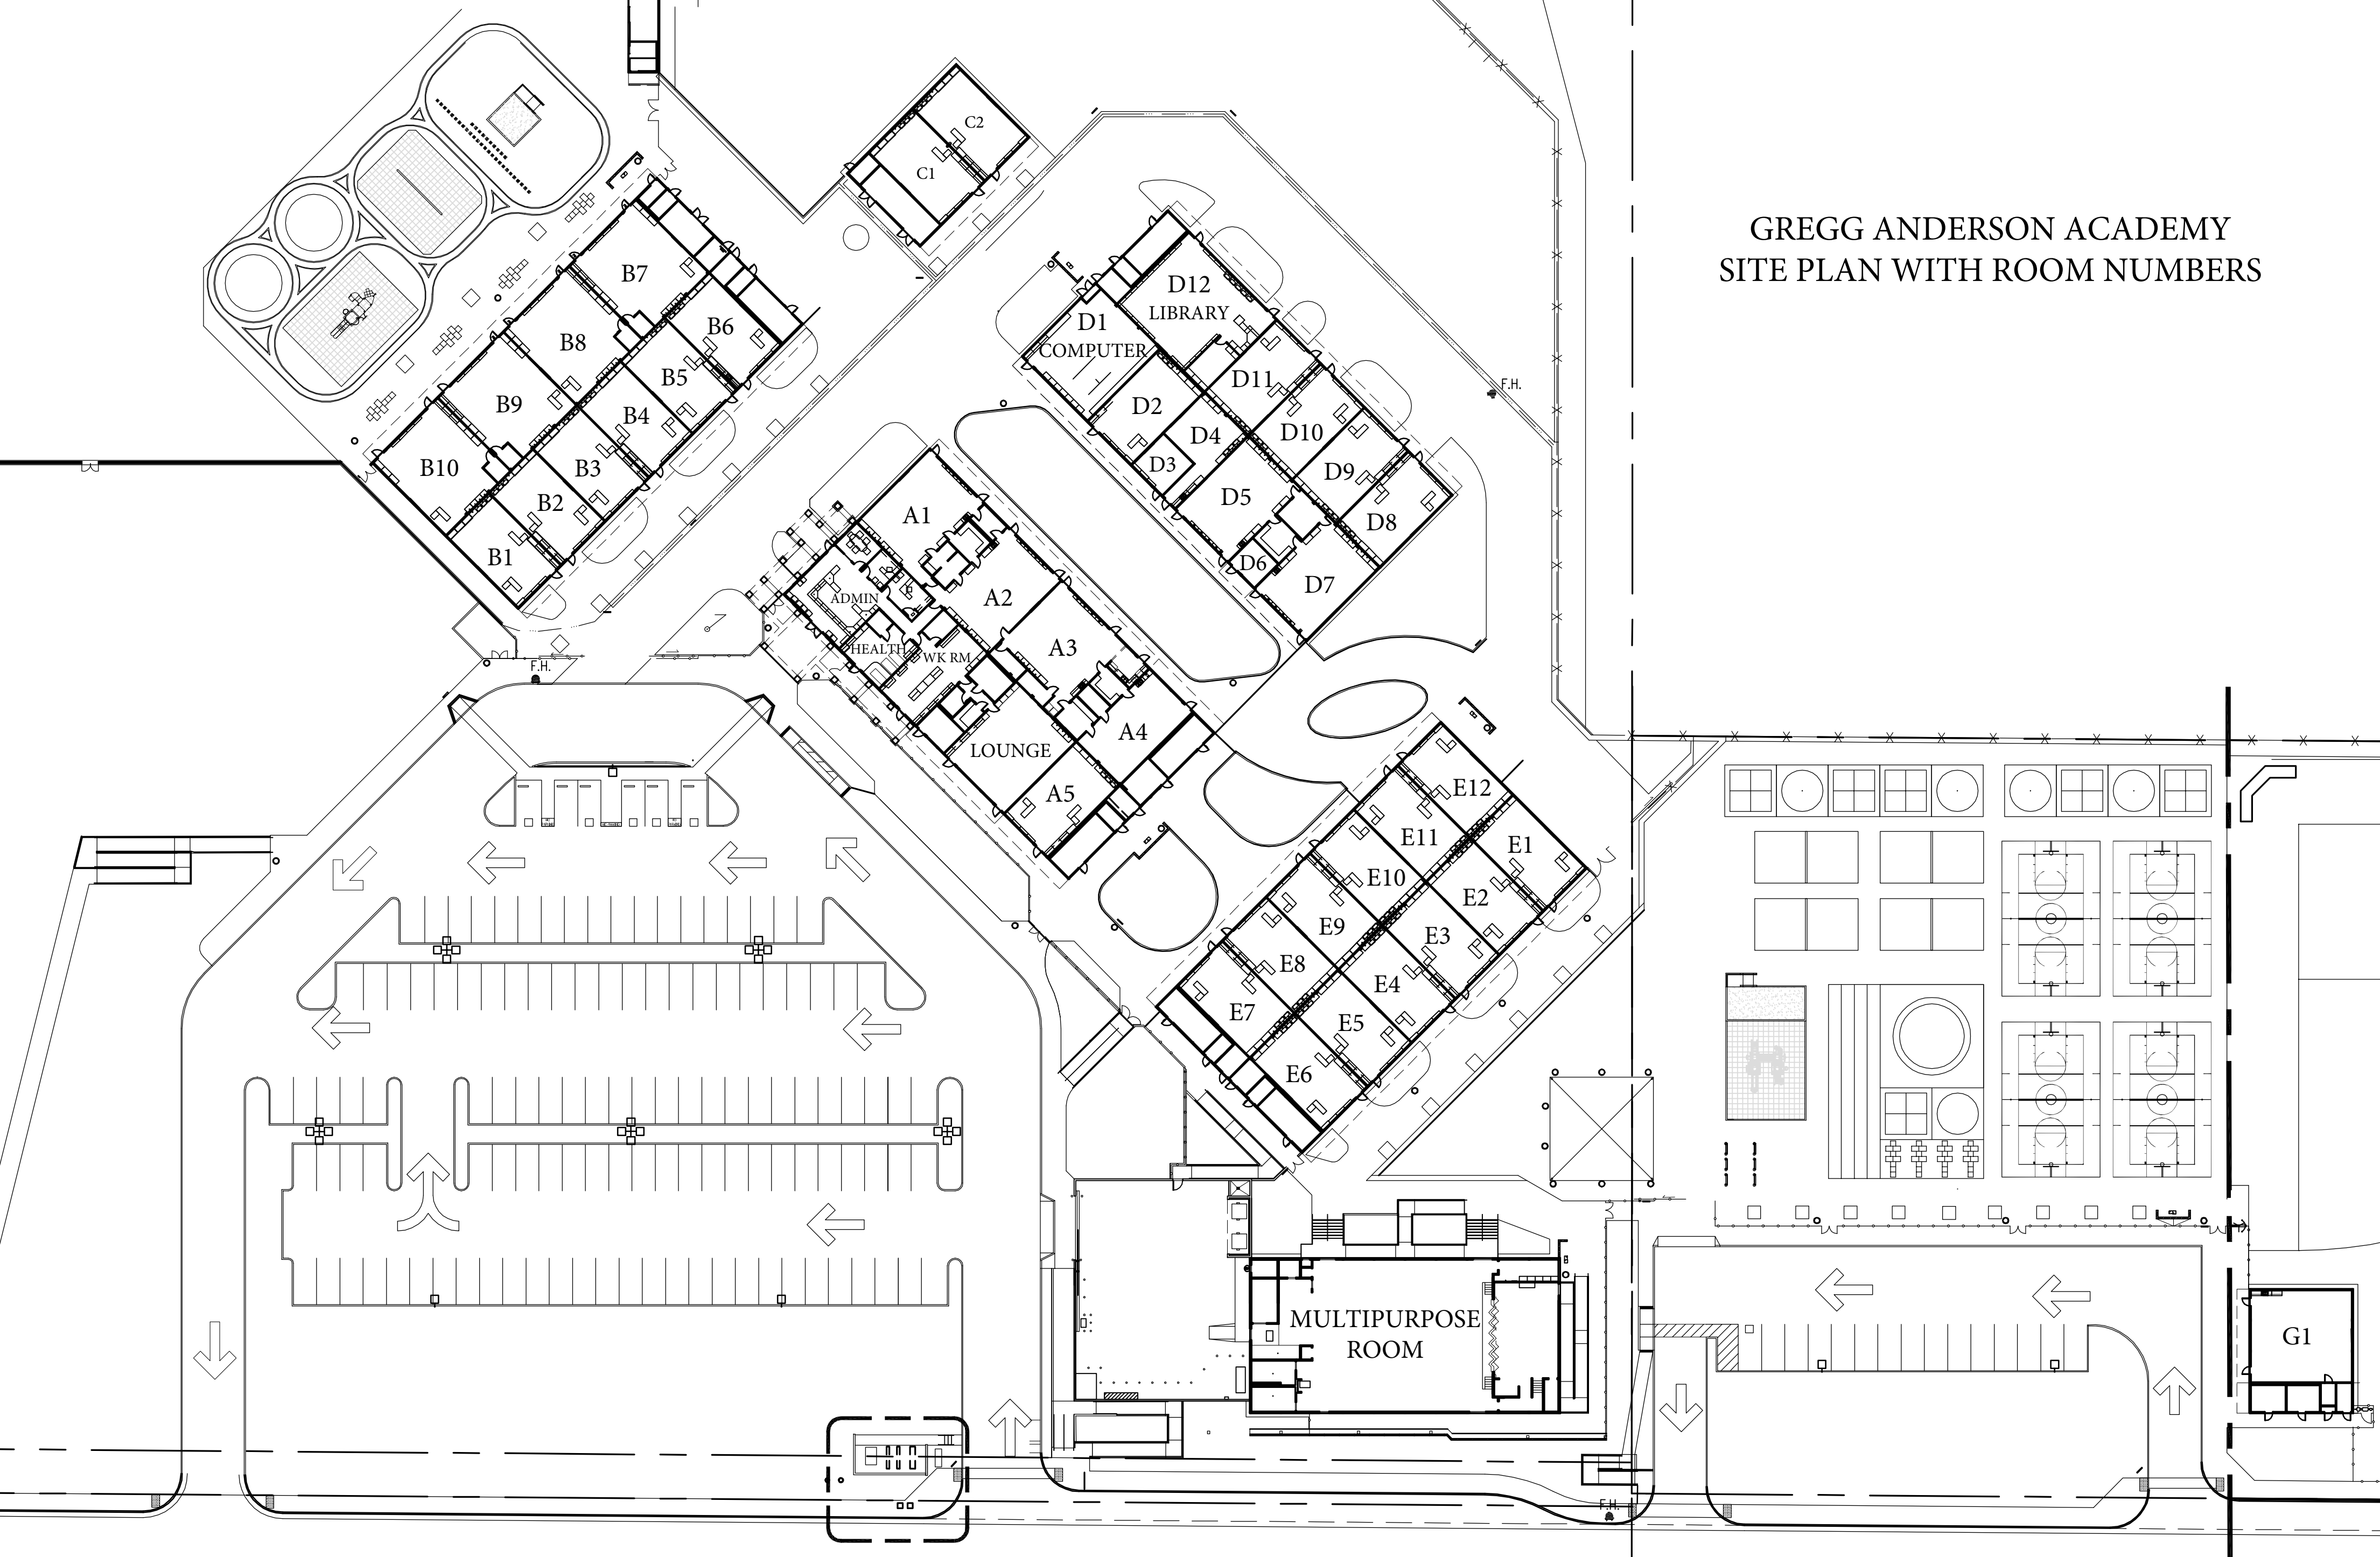 GREGG ANDERSON ACADEMY
SITE PLAN WITH ROOM NUMBERS
C2
C1
B7
B6
B8
B5
B9
B4
B10
B3
B2
B1
D12
LIBRARY
D1
COMPUTER
D11
D2
D10
D4
D9
D3
D5
D8
D6
D7
F.H.
A1
A2
ADMIN
A3
HEALTH
WK RM
A4
LOUNGE
A5
F.H.
E12
E11
E1
E10
E2
E9
E3
E8
E4
E7
E5
E6
MULTIPURPOSE
ROOM
G1
F.H.